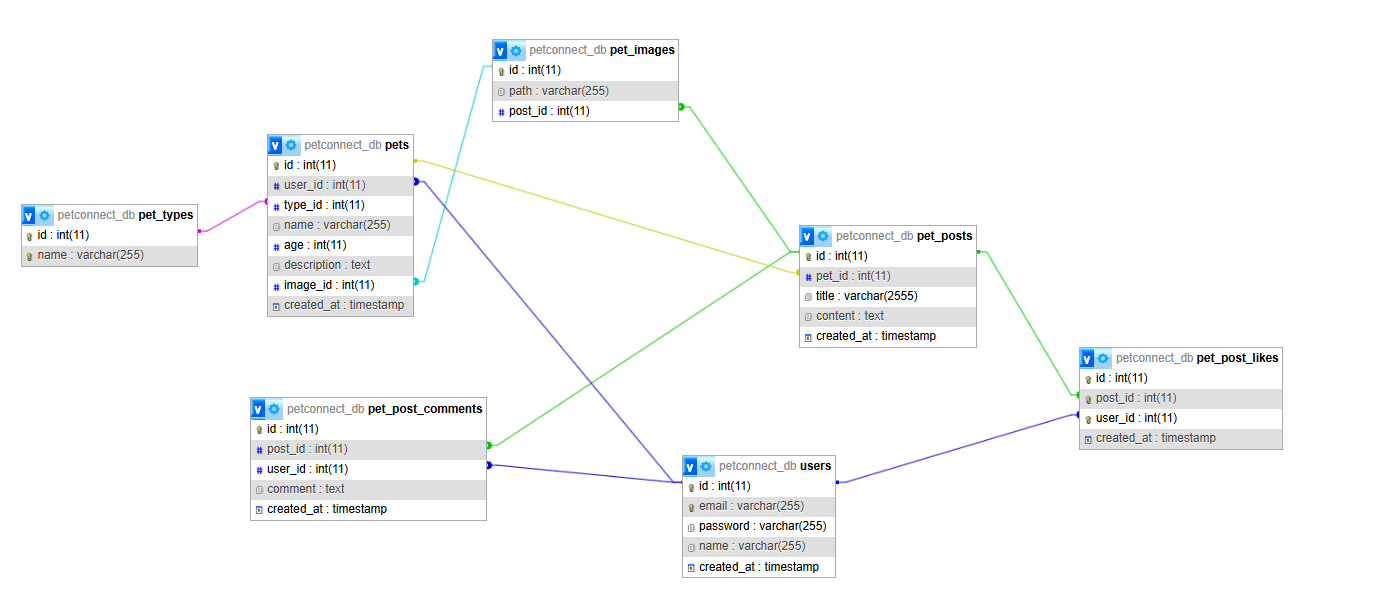 petconnect_db pet_images
id : int(11)
path : varchar(255)
post_id : int(11)
petconnect_db pets
id : int(11)
user_id : int(11)
type_id : int(11)
name : varchar(255)
age : int(11)
description : text
image_id : int(11)
created_at : timestamp
petconnect_db pet_types
id : int(11)
name : varchar(255)
petconnect_db pet_posts
id : int(11)
pet_id : int(11)
title : varchar(2555)
content : text
created_at : timestamp
petconnect_db pet_post_likes
id : int(11)
post_id : int(11)
user_id : int(11)
created_at : timestamp
petconnect_db pet_post_comments
id : int(11)
post_id : int(11)
user_id : int(11)
comment : text
created_at : timestamp
petconnect_db users
id : int(11)
email : varchar(255)
password : varchar(255)
name : varchar(255)
created_at : timestamp